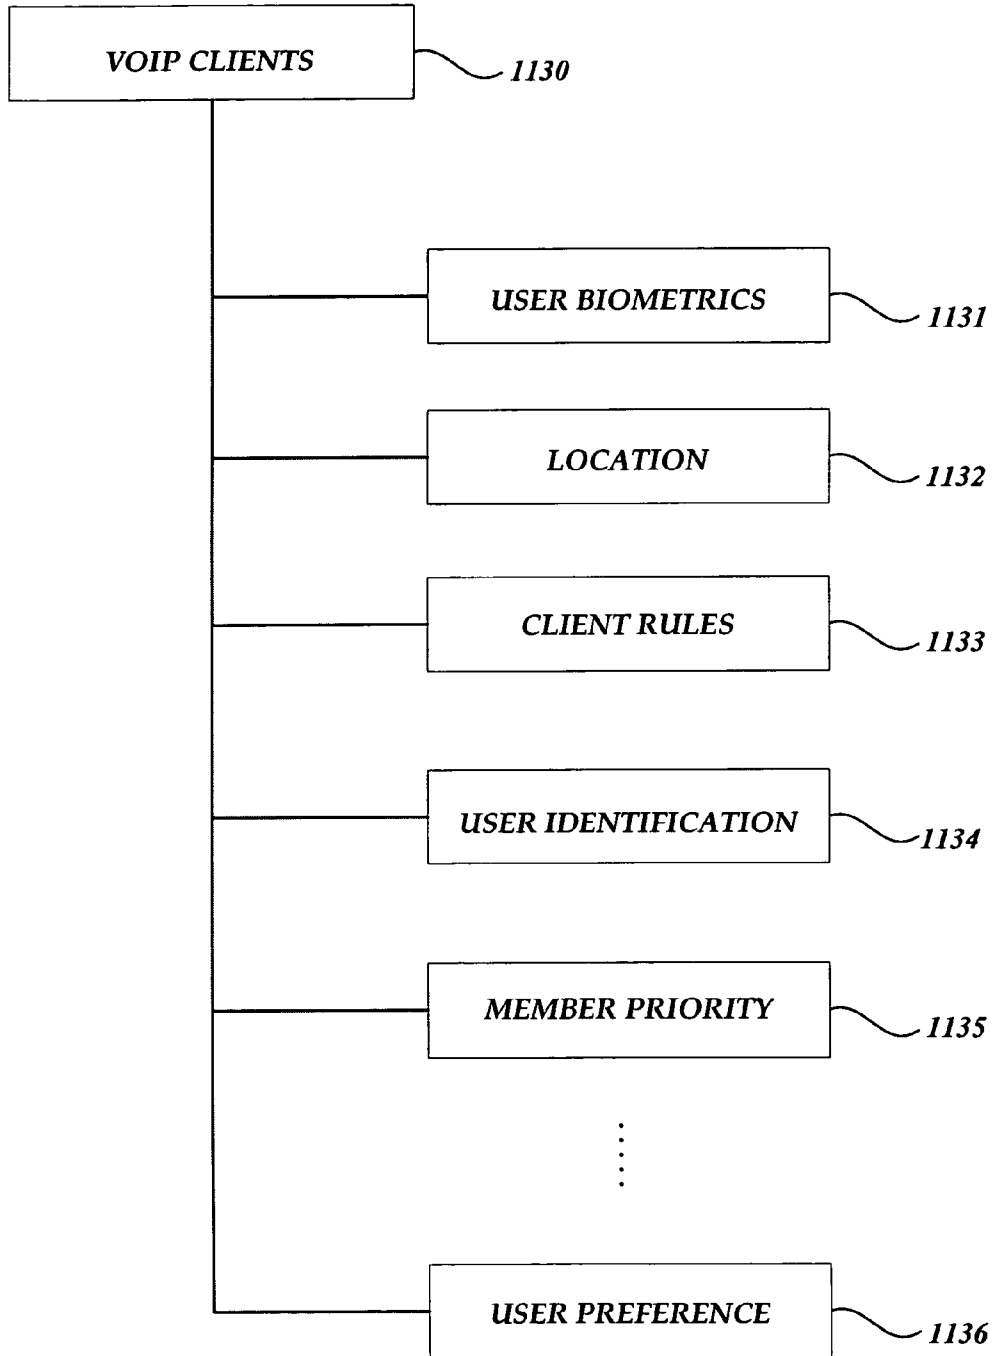 VOIP CLIENTS
1130
USER BIOMETRICS
1131
LOCATION
1132
CLIENT RULES
1133
USER IDENTIFICATION
1134
MEMBER PRIORITY
1135
USER PREFERENCE
1136